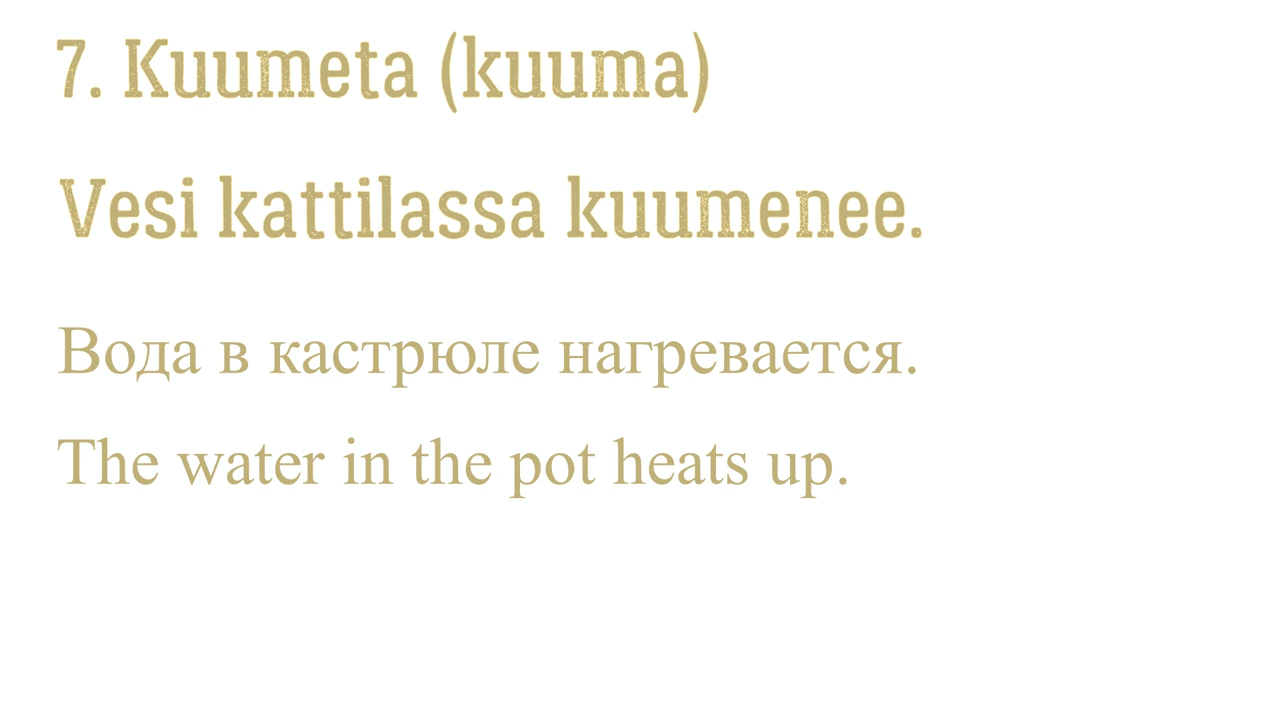 7. Kuumeta (kuuma)
Vesi kattilassa kuumenee.
Вода в кастрюле нагревается.
The water in the pot heats up.